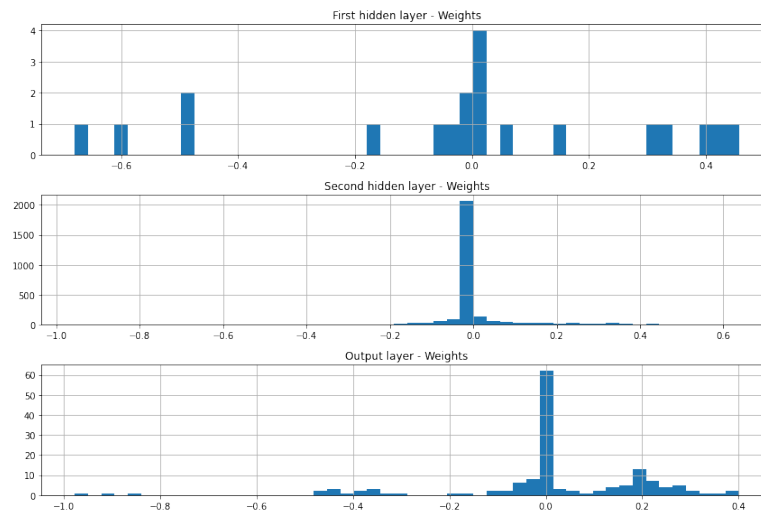 First hidden layer - Weights
4
3
2
1
0
−0.6 −0.4 −0.2 0.0 0.2 0.4
Second hidden layer - Weights
2000
1500
1000
500
0
−1.0 −0.8 −0.6 −0.4 −0.2 0.0 0.2 0.4 0.6
Output layer - Weights
60
50
40
30
20
10
0
−1.0 −0.8 −0.6 −0.4 −0.2 0.0 0.2 0.4